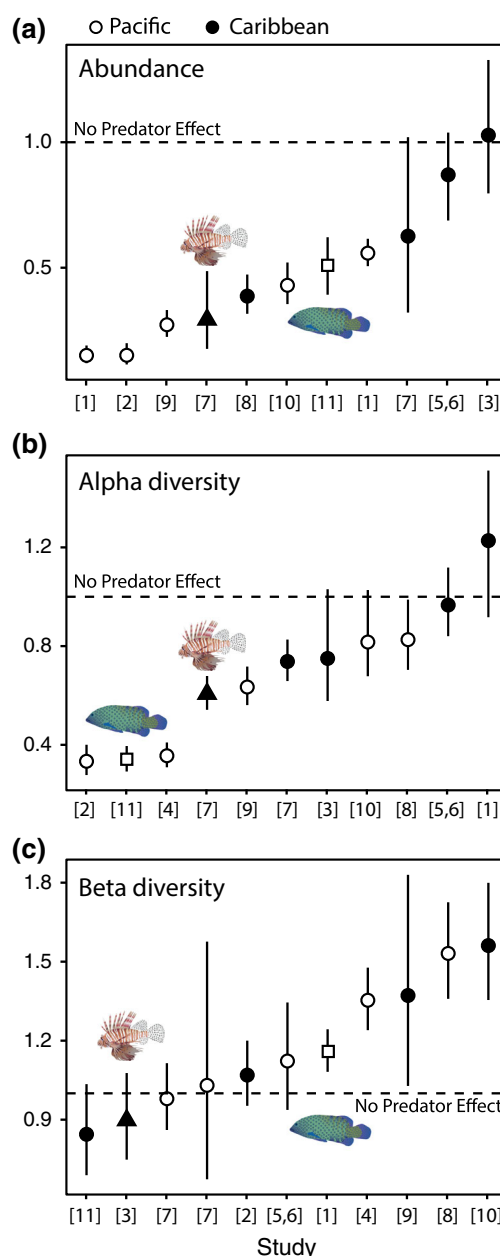 (a) Pacific Caribbean
Abundance
No Predator Effect
1.0
0.5
[1] [2] [9] [7] [8] [10] [11] [1] [7] [5,6] [3]
(b)
Alpha diversity
1.2
No Predator Effect
1.0
0.8
0.4
[2] [11] [4] [7] [9] [7] [3] [10] [8] [5,6] [1]
(c)
Beta diversity
1.8
1.5
1.2
No Predator Effect
0.9
[11] [3] [7] [7] [2] [5,6] [1] [4] [9] [8] [10]
Study